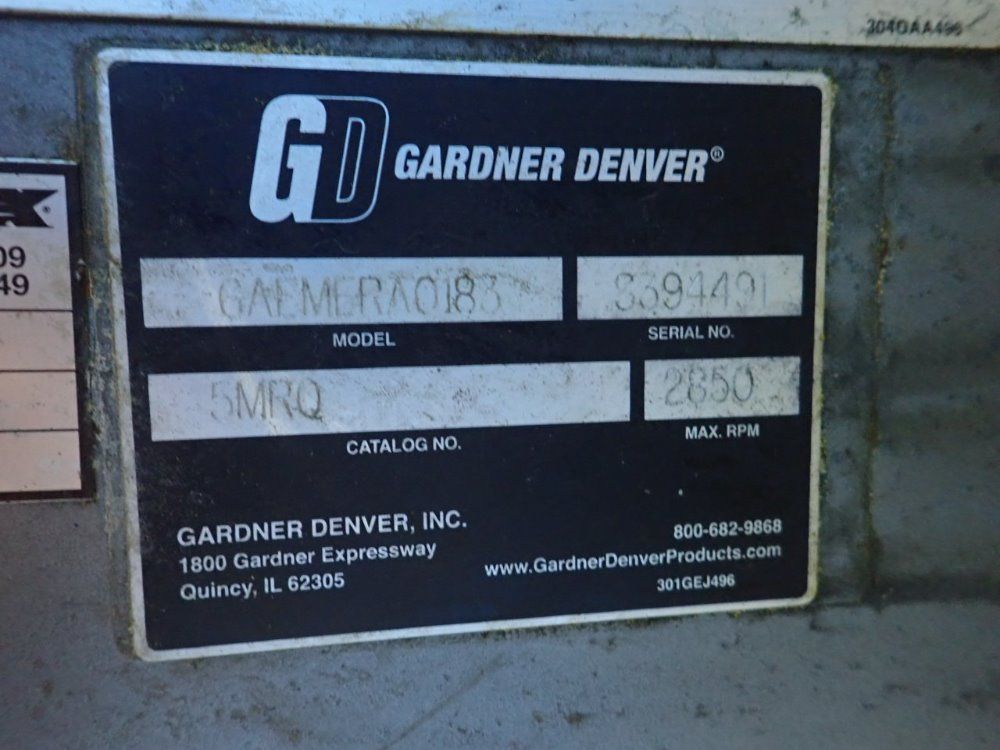 304GAA496
GD GARDNER DENVER®
GAEMERA0183
S394491
MODEL
SERIAL NO.
5MRQ
2850
CATALOG NO.
MAX. RPM
GARDNER DENVER, INC.
1800 Gardner Expressway
Quincy, IL 62305
800-682-9868
www.GardnerDenverProducts.com
301GEJ496
09
49